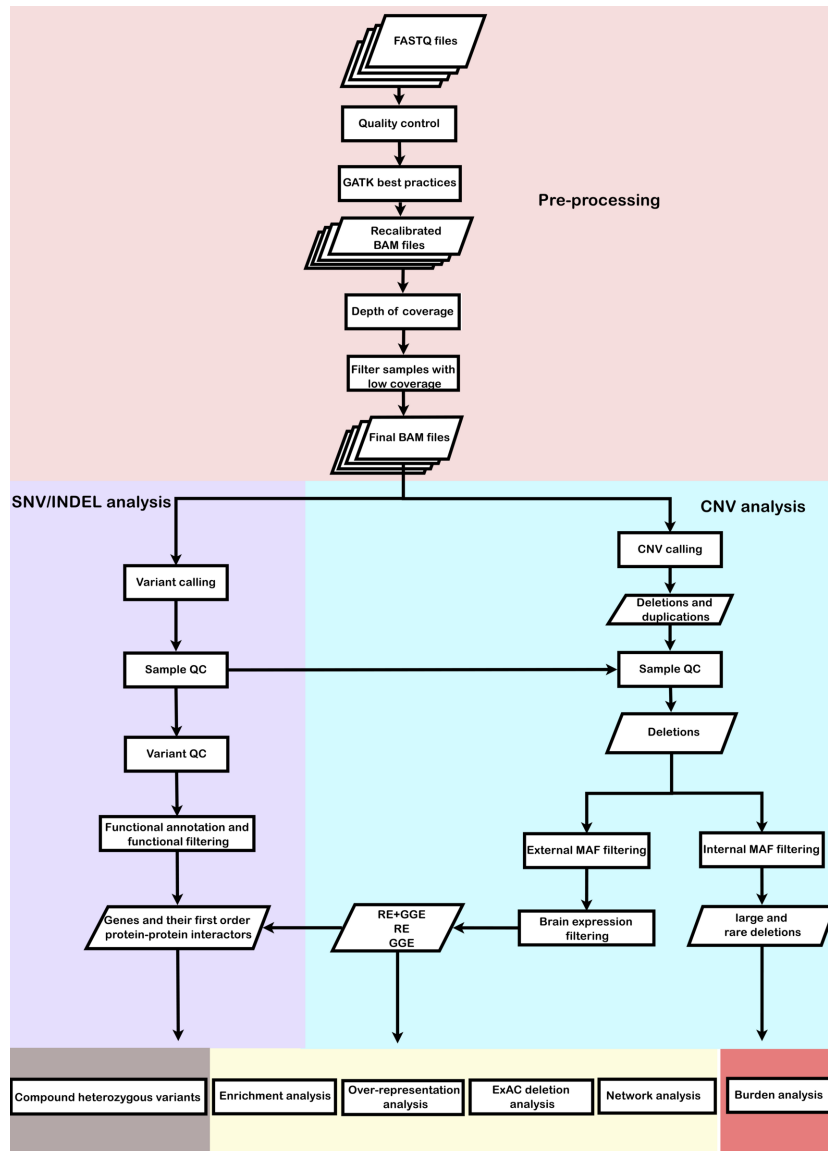 FASTQ files
Quality control
GATK best practices
Pre-processing
Recalibrated
BAM files
Depth of coverage
Filter samples with
low coverage
Final BAM files
SNV/INDEL analysis
CNV analysis
CNV calling
Variant calling
Deletions and
duplications
Sample QC
Sample QC
Deletions
Variant QC
Functional annotation and
functional filtering
External MAF filtering
Internal MAF filtering
Genes and their first order
protein-protein interactors
RE+GGE
RE
GGE
Brain expression
filtering
large and
rare deletions
Compound heterozygous variants
Enrichment analysis
Over-representation
analysis
ExAC deletion
analysis
Network analysis
Burden analysis